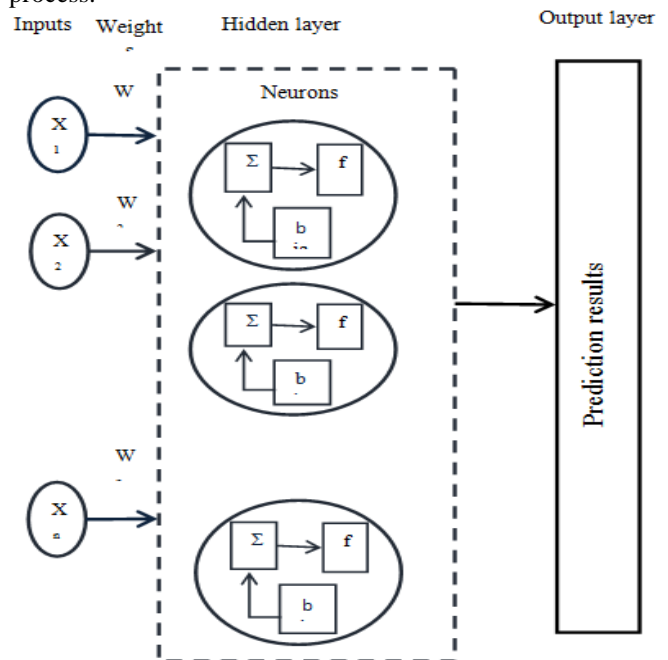 process.
Inputs
Weight
Hidden layer
Output layer
W
Neurons
X
1
Σ
f
b
W
X
2
Σ
f
b
W
X
Σ
f
b
Prediction results